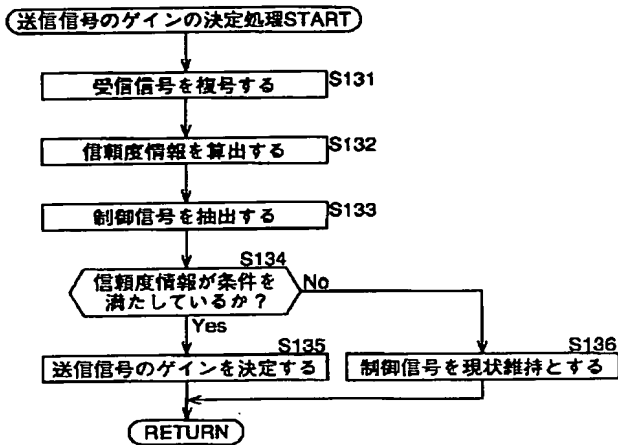 送信信号のゲインの決定処理START
受信信号を複号する
S131
信頼度情報を算出する
S132
制御信号を抽出する
S133
S134
信頼度情報が条件を
満たしているか？
No
Yes
S135
送信信号のゲインを決定する
S136
制御信号を現状維持とする
RETURN